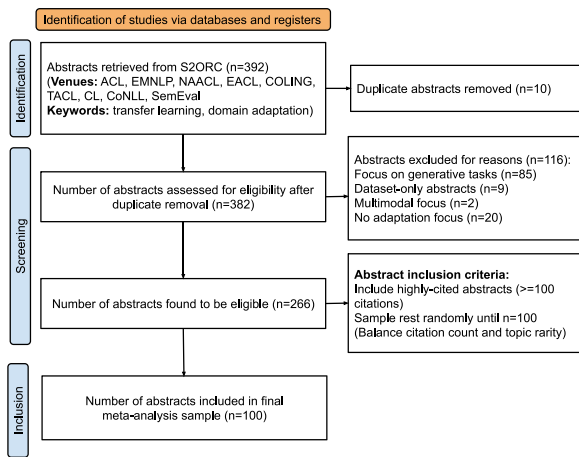 Identification of studies via databases and registers
Identification
Abstracts retrieved from S2ORC (n=392)
(Venues: ACL, EMNLP, NAACL, EACL, COLING,
TACL, CL, CoNLL, SemEval
Keywords: transfer learning, domain adaptation)
Duplicate abstracts removed (n=10)
Screening
Number of abstracts assessed for eligibility after
duplicate removal (n=382)
Abstracts excluded for reasons (n=116):
Focus on generative tasks (n=85)
Dataset-only abstracts (n=9)
Multimodal focus (n=2)
No adaptation focus (n=20)
Number of abstracts found to be eligible (n=266)
Abstract inclusion criteria:
Include highly-cited abstracts (>=100
citations)
Sample rest randomly until n=100
(Balance citation count and topic rarity)
Inclusion
Number of abstracts included in final
meta-analysis sample (n=100)